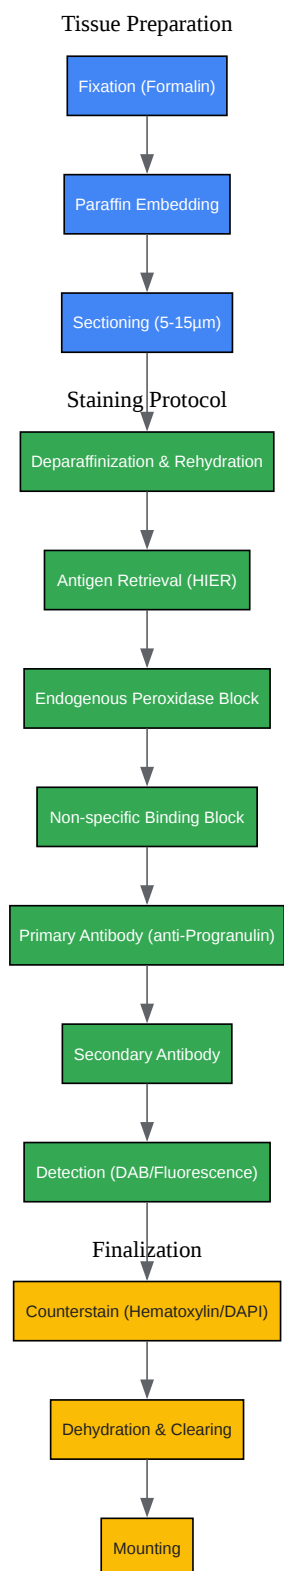 Tissue Preparation
Fixation (Formalin)
Paraffin Embedding
Sectioning (5-15µm)
Staining Protocol
Deparaffinization & Rehydration
Antigen Retrieval (HIER)
Endogenous Peroxidase Block
Non-specific Binding Block
Primary Antibody (anti-Progranulin)
Secondary Antibody
Detection (DAB/Fluorescence)
Finalization
Counterstain (Hematoxylin/DAPI)
Dehydration & Clearing
Mounting